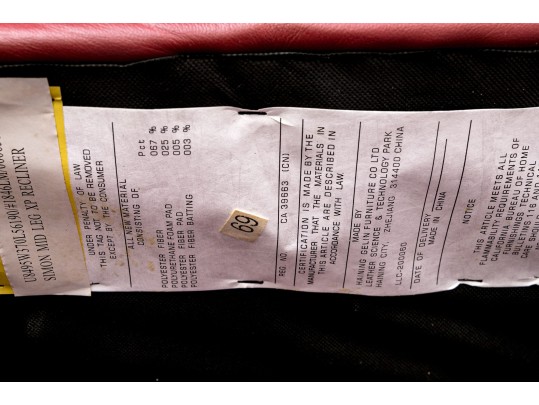 SIMON MID LEG XP RECLINER
UNDER PENALTY OF LAW
THIS TAG NOT TO BE REMOVED
EXCEPT BY THE CONSUMER
ALL NEW MATERIAL
CONSISTING OF
Pct
POLYESTER FIBER 067 %
POLYURETHANE FOAM PAD 025 %
POLYESTER FIBER PAD 005 %
POLYESTER FIBER BATTING 003 %
69
REG. NO. CA 39663 (CN)
CERTIFICATION IS MADE BY THE
MANUFACTURER THAT THE MATERIALS IN
THIS ARTICLE ARE DESCRIBED IN
ACCORDANCE WITH LAW.
MADE BY
HAINING GELIN FURNITURE CO LTD
LEATHER SCIENCE & TECHNOLOGY PARK
HAINING CITY, ZHEJIANG 314400 CHINA
DATE OF DELIVERY
MADE IN CHINA
NOTICE
THIS ARTICLE MEETS ALL
FLAMMABILITY REQUIREMENTS OF
CALIFORNIA BUREAU OF HOME
FURNISHINGS TECHNICAL